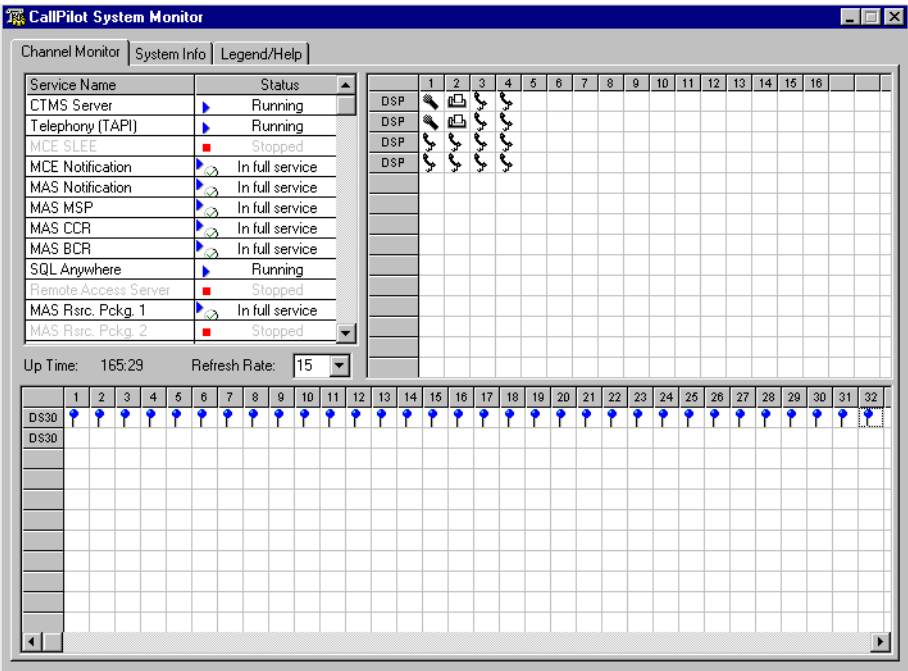 CallPilot System Monitor
Channel Monitor System Info Legend/Help
Service Name Status
CTMS Server Running
Telephony (TAPI) Running
MCE SLEE Stopped
MCE Notification In full service
MAS Notification In full service
MAS MSP In full service
MAS CCR In full service
MAS BCR In full service
SQL Anywhere Running
Remote Access Server Stopped
MAS Rsrc. Pckg. 1 In full service
MAS Rsrc. Pckg. 2 Stopped
Up Time: 165:29 Refresh Rate: 15
1 2 3 4 5 6 7 8 9 10 11 12 13 14 15 16
DSP
DSP
DSP
DSP
1 2 3 4 5 6 7 8 9 10 11 12 13 14 15 16 17 18 19 20 21 22 23 24 25 26 27 28 29 30 31 32
DS30
DS30